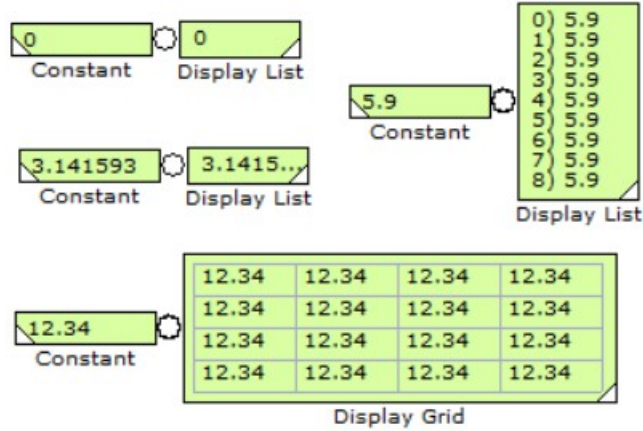 0 0
Constant Display List
3.141593 3.1415...
Constant Display List
5.9
Constant
0) 5.9
1) 5.9
2) 5.9
3) 5.9
4) 5.9
5) 5.9
6) 5.9
7) 5.9
8) 5.9
Display List
12.34
Constant
12.34 12.34 12.34 12.34
12.34 12.34 12.34 12.34
12.34 12.34 12.34 12.34
12.34 12.34 12.34 12.34
Display Grid